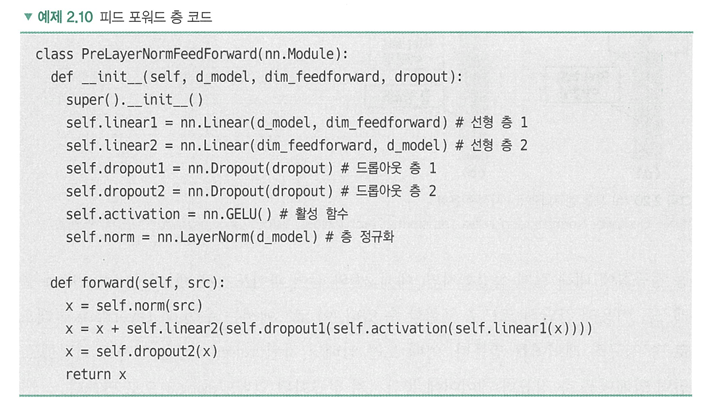 ▼ 예제 2.10 피드 포워드 층 코드
class PreLayerNormFeedForward(nn.Module):
  def __init__(self, d_model, dim_feedforward, dropout):
    super().__init__()
    self.linear1 = nn.Linear(d_model, dim_feedforward) # 선형 층 1
    self.linear2 = nn.Linear(dim_feedforward, d_model) # 선형 층 2
    self.dropout1 = nn.Dropout(dropout) # 드롭아웃 층 1
    self.dropout2 = nn.Dropout(dropout) # 드롭아웃 층 2
    self.activation = nn.GELU() # 활성 함수
    self.norm = nn.LayerNorm(d_model) # 층 정규화
  def forward(self, src):
    x = self.norm(src)
    x = x + self.linear2(self.dropout1(self.activation(self.linear1(x))))
    x = self.dropout2(x)
    return x